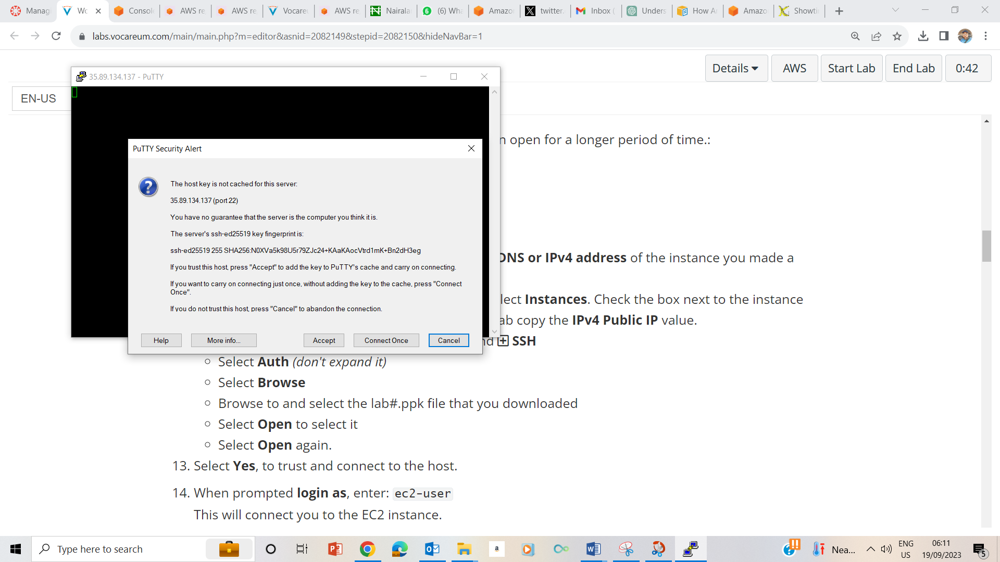 Manag
Wo
Consol
AWS re
AWS re
Vocare
AWS re
Nairala
(6) Wha
Amazo
twitter.
Inbox (
Unders
How A
Amazo
Showti
labs.vocareum.com/main/main.php?m=editor&asnid=2082149&stepid=2082150&hideNavBar=1
Details
AWS
Start Lab
End Lab
0:42
EN-US
35.89.134.137 - PuTTY
PuTTY Security Alert
The host key is not cached for this server:
35.89.134.137 (port 22)
You have no guarantee that the server is the computer you think it is.
The server's ssh-ed25519 key fingerprint is:
ssh-ed25519 255 SHA256:N0XVa5k98U5r79ZJc24+KAaKAocVtrd1mK+Bn2dH3eg
If you trust this host, press "Accept" to add the key to PuTTY's cache and carry on connecting.
If you want to carry on connecting just once, without adding the key to the cache, press "Connect
Once".
If you do not trust this host, press "Cancel" to abandon the connection.
Help
More info...
Accept
Connect Once
Cancel
n open for a longer period of time.:
DNS or IPv4 address of the instance you made a
lect Instances. Check the box next to the instance
ab copy the IPv4 Public IP value.
nd SSH
Select Auth (don't expand it)
Select Browse
Browse to and select the lab#.ppk file that you downloaded
Select Open to select it
Select Open again.
13. Select Yes, to trust and connect to the host.
14. When prompted login as, enter: ec2-user
This will connect you to the EC2 instance.
Type here to search
Nea...
ENG
US
06:11
19/09/2023
5